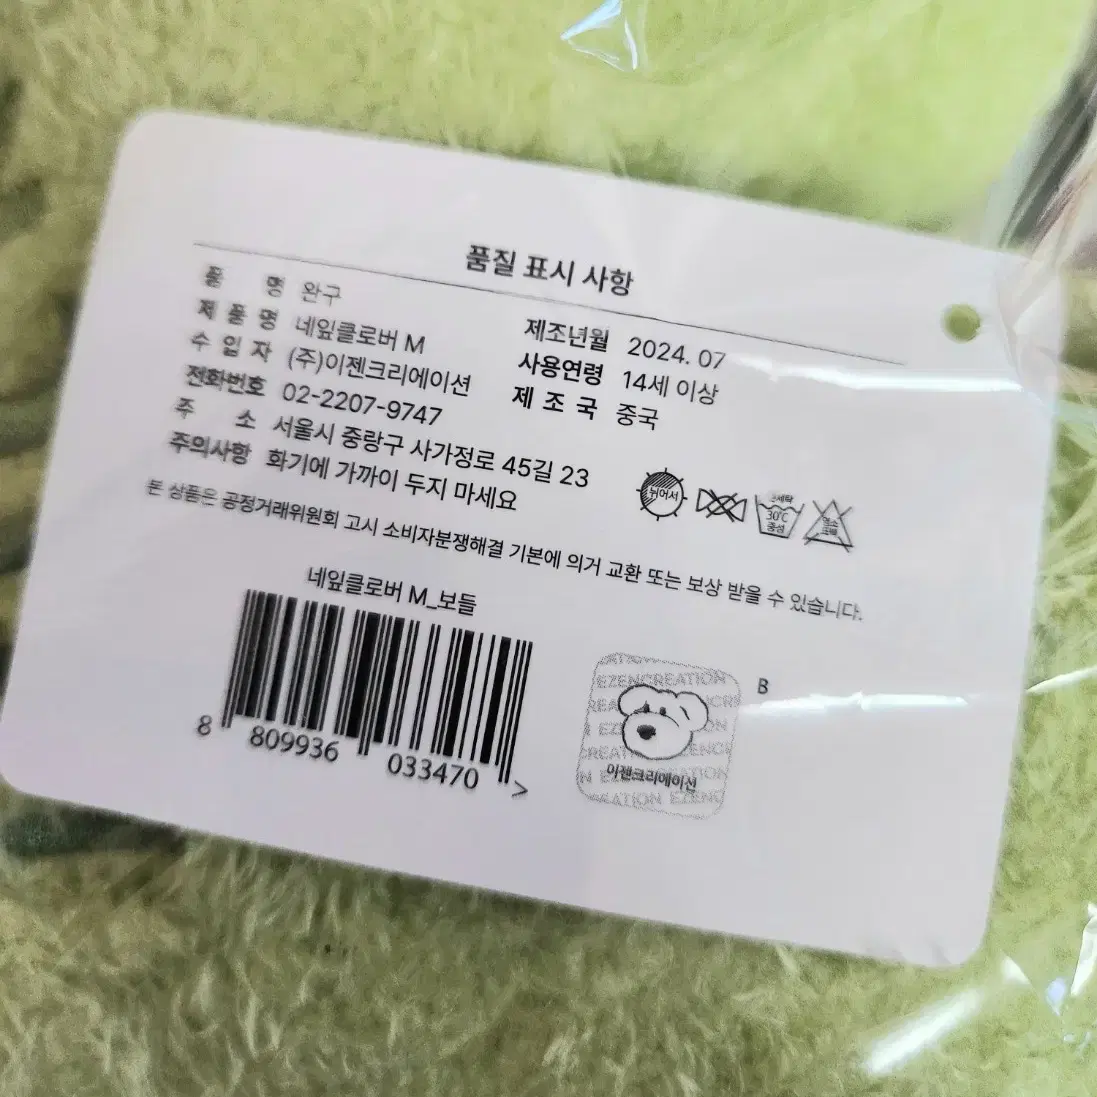 품질 표시 사항
품 명 완구
제 품 명 네잎클로버 M
수 입 자 (주)이젠크리에이션
전화번호 02-2207-9747
주 소 서울시 중랑구 사가정로 45길 23
주의사항 화기에 가까이 두지 마세요
제조년월 2024. 07
사용연령 14세 이상
제 조 국 중국
뉘어서
30℃
중성
본 상품은 공정거래위원회 고시 소비자분쟁해결 기본에 의거 교환 또는 보상 받을 수 있습니다.
네잎클로버 M_보들
8 809936 033470 >
EZENCREATION
이젠크리에이션
B